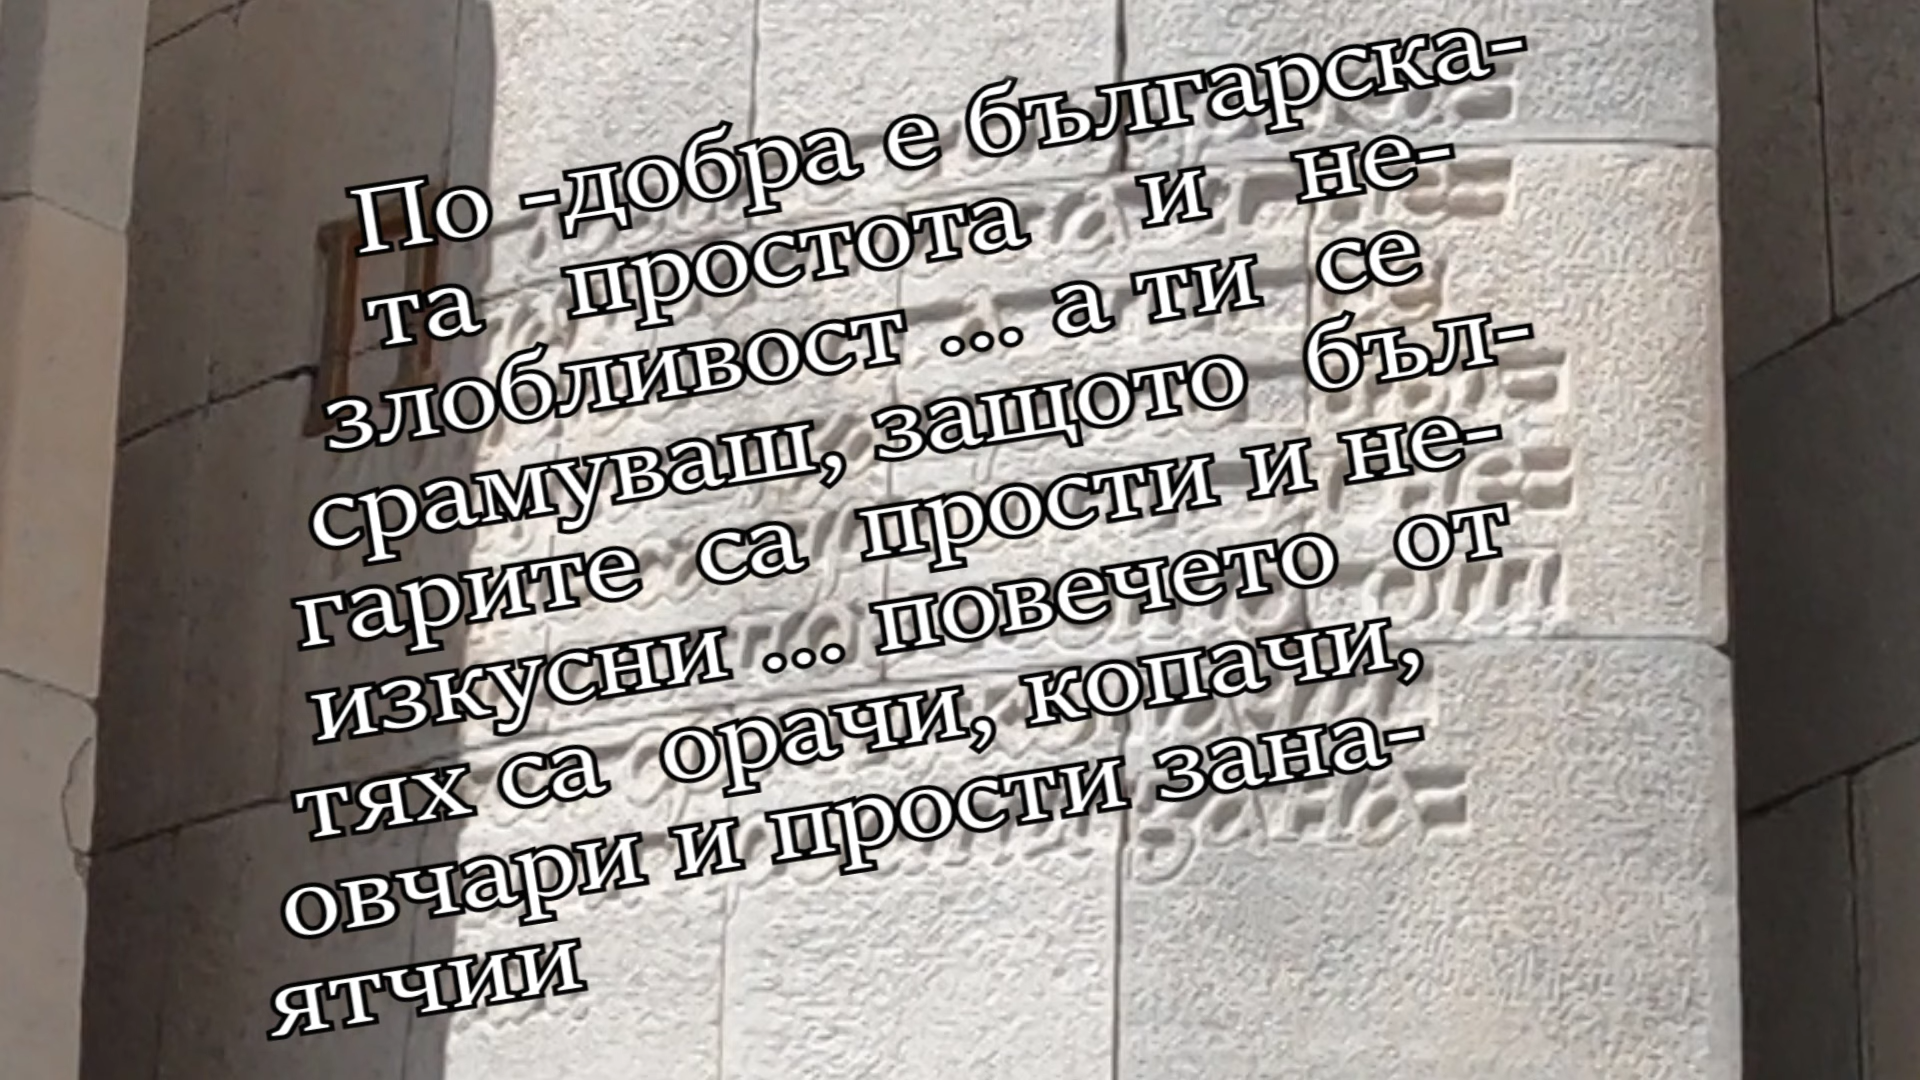 По -добра е българска-
та простота и не-
злобливост ... а ти се
срамуваш, защото бъл-
гарите са прости и не-
изкусни ... повечето от
тях са орачи, копачи,
овчари и прости зана-
ятчии